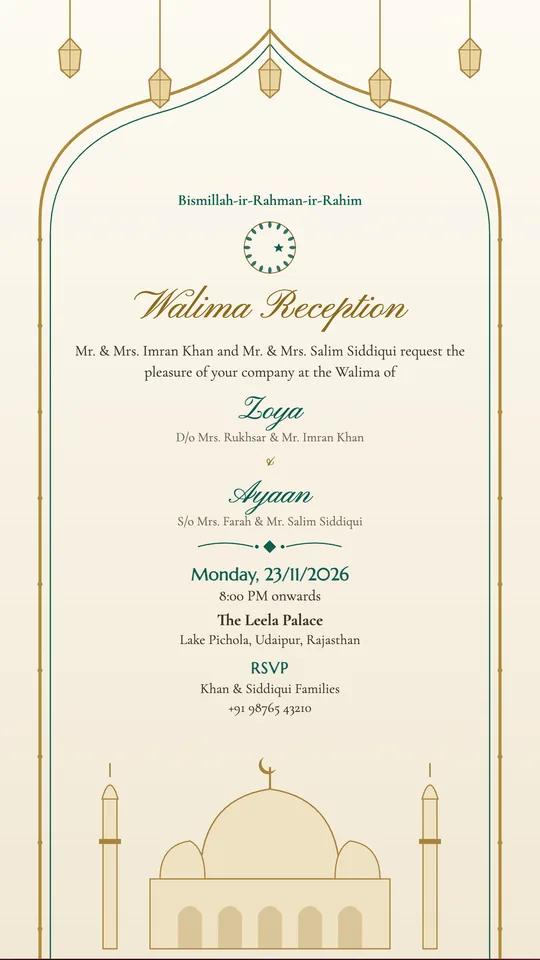 Bismillah-ir-Rahman-ir-Rahim
Walima Reception
Mr. & Mrs. Imran Khan and Mr. & Mrs. Salim Siddiqui request the
pleasure of your company at the Walima of
Zoya
D/o Mrs. Rukhsar & Mr. Imran Khan
&
Ayaan
S/o Mrs. Farah & Mr. Salim Siddiqui
Monday, 23/11/2026
8:00 PM onwards
The Leela Palace
Lake Pichola, Udaipur, Rajasthan
RSVP
Khan & Siddiqui Families
+91 98765 43210